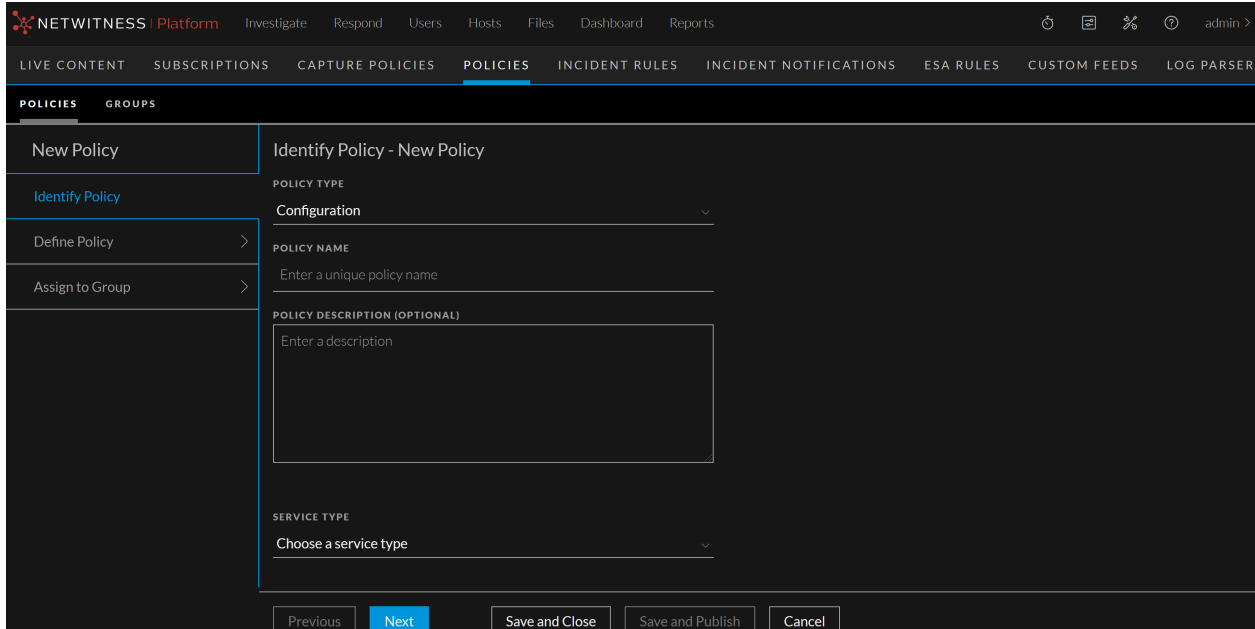 NETWITNESS | Platform Investigate Respond Users Hosts Files Dashboard Reports admin >
LIVE CONTENT SUBSCRIPTIONS CAPTURE POLICIES POLICIES INCIDENT RULES INCIDENT NOTIFICATIONS ESA RULES CUSTOM FEEDS LOG PARSER
POLICIES GROUPS
New Policy
Identify Policy
Define Policy
Assign to Group
Identify Policy - New Policy
POLICY TYPE
Configuration
POLICY NAME
Enter a unique policy name
POLICY DESCRIPTION (OPTIONAL)
Enter a description
SERVICE TYPE
Choose a service type
Previous Next Save and Close Save and Publish Cancel